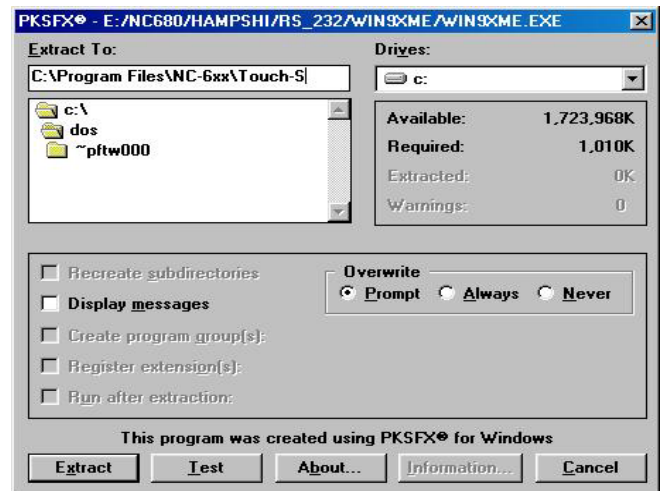 PKSFX® - E:/NC680/HAMPSHI/RS_232/WIN9XME/WIN9XME.EXE
Extract To:
Drives:
C:\Program Files\NC-6xx\Touch-S
c:
c:\
dos
~pftw000
Available: 1,723,968K
Required: 1,010K
Extracted: 0K
Warnings: 0
Recreate subdirectories
Display messages
Create program group(s):
Register extension(s):
Run after extraction:
Overwrite
Prompt Always Never
This program was created using PKSFX® for Windows
Extract Test About... Information... Cancel